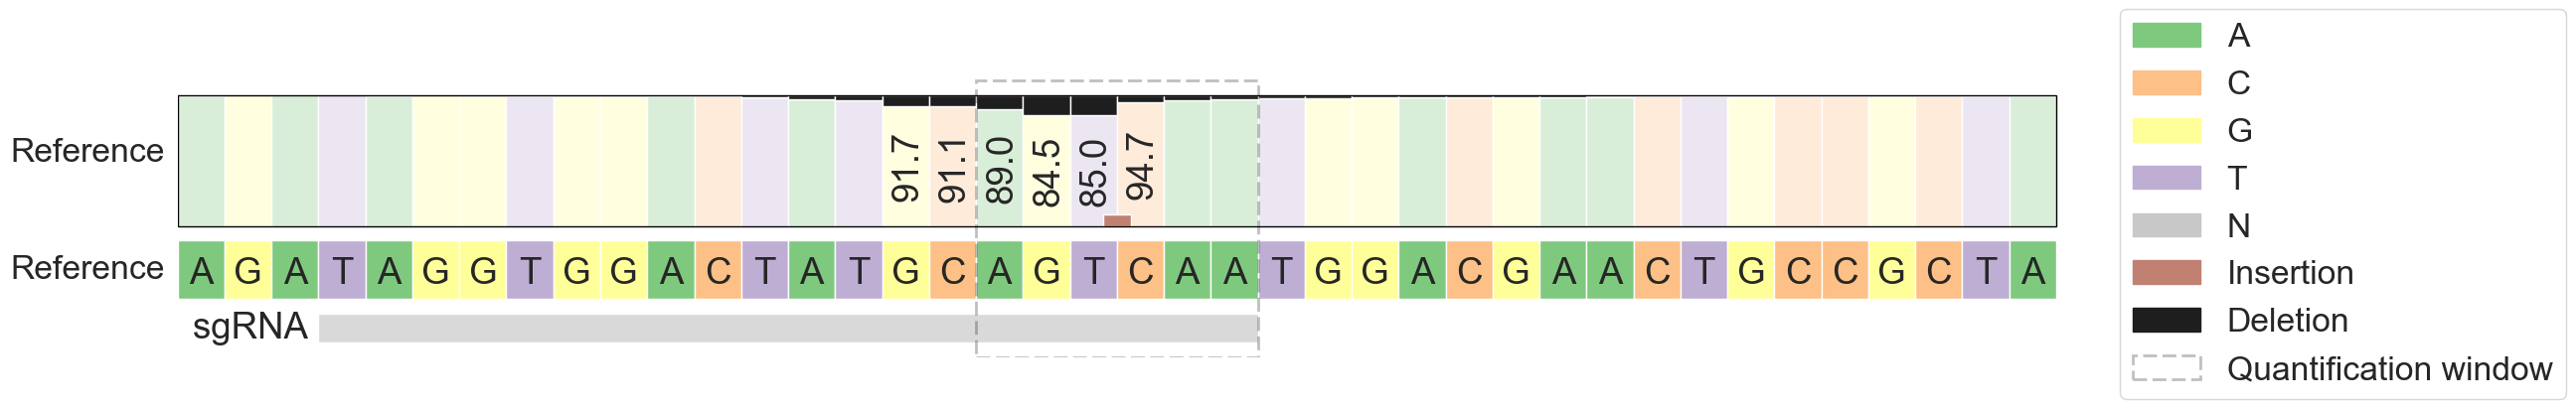 Reference 91.7 91.1 89.0 84.5 85.0 94.7
Reference A G A T A G G T G G A C T A T G C A G T C A A T G G A C G A A C T G C C G C T A
sgRNA
A
C
G
T
N
Insertion
Deletion
Quantification window